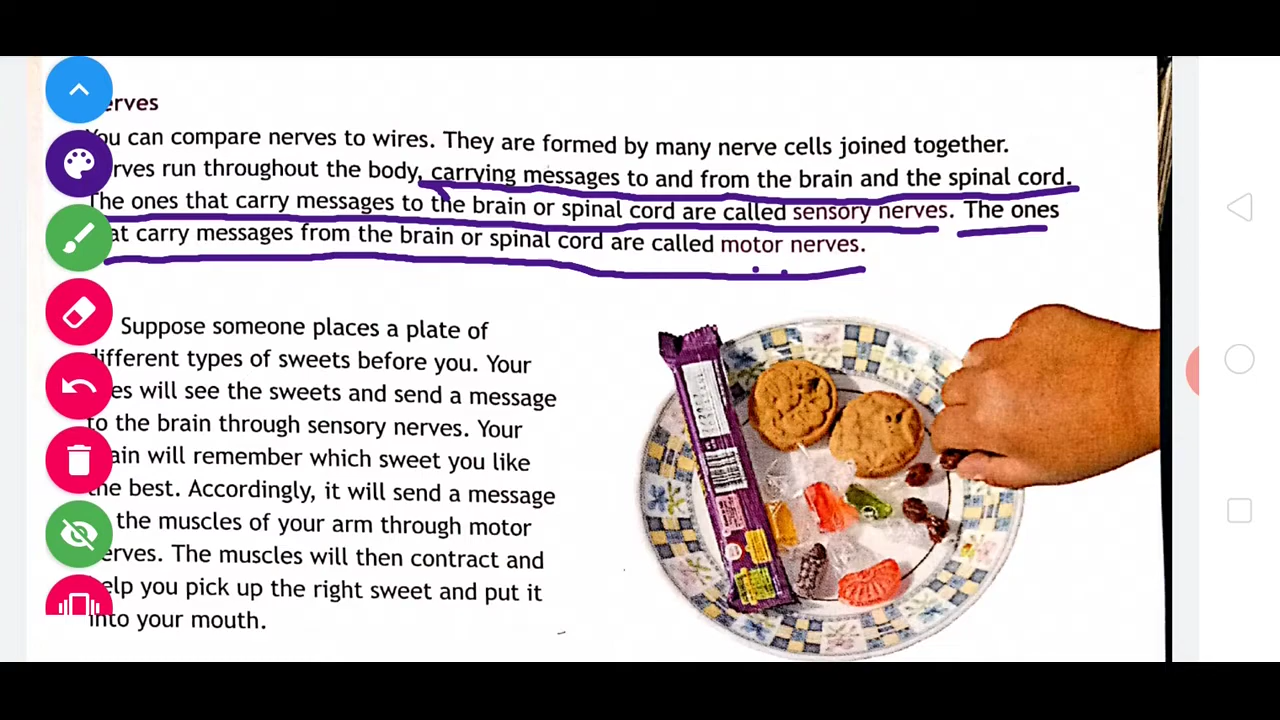 erves
You can compare nerves to wires. They are formed by many nerve cells joined together.
rves run throughout the body, carrying messages to and from the brain and the spinal cord.
The ones that carry messages to the brain or spinal cord are called sensory nerves. The ones
at carry messages from the brain or spinal cord are called motor nerves.
Suppose someone places a plate of
different types of sweets before you. Your
es will see the sweets and send a message
to the brain through sensory nerves. Your
ain will remember which sweet you like
the best. Accordingly, it will send a message
the muscles of your arm through motor
erves. The muscles will then contract and
elp you pick up the right sweet and put it
into your mouth.